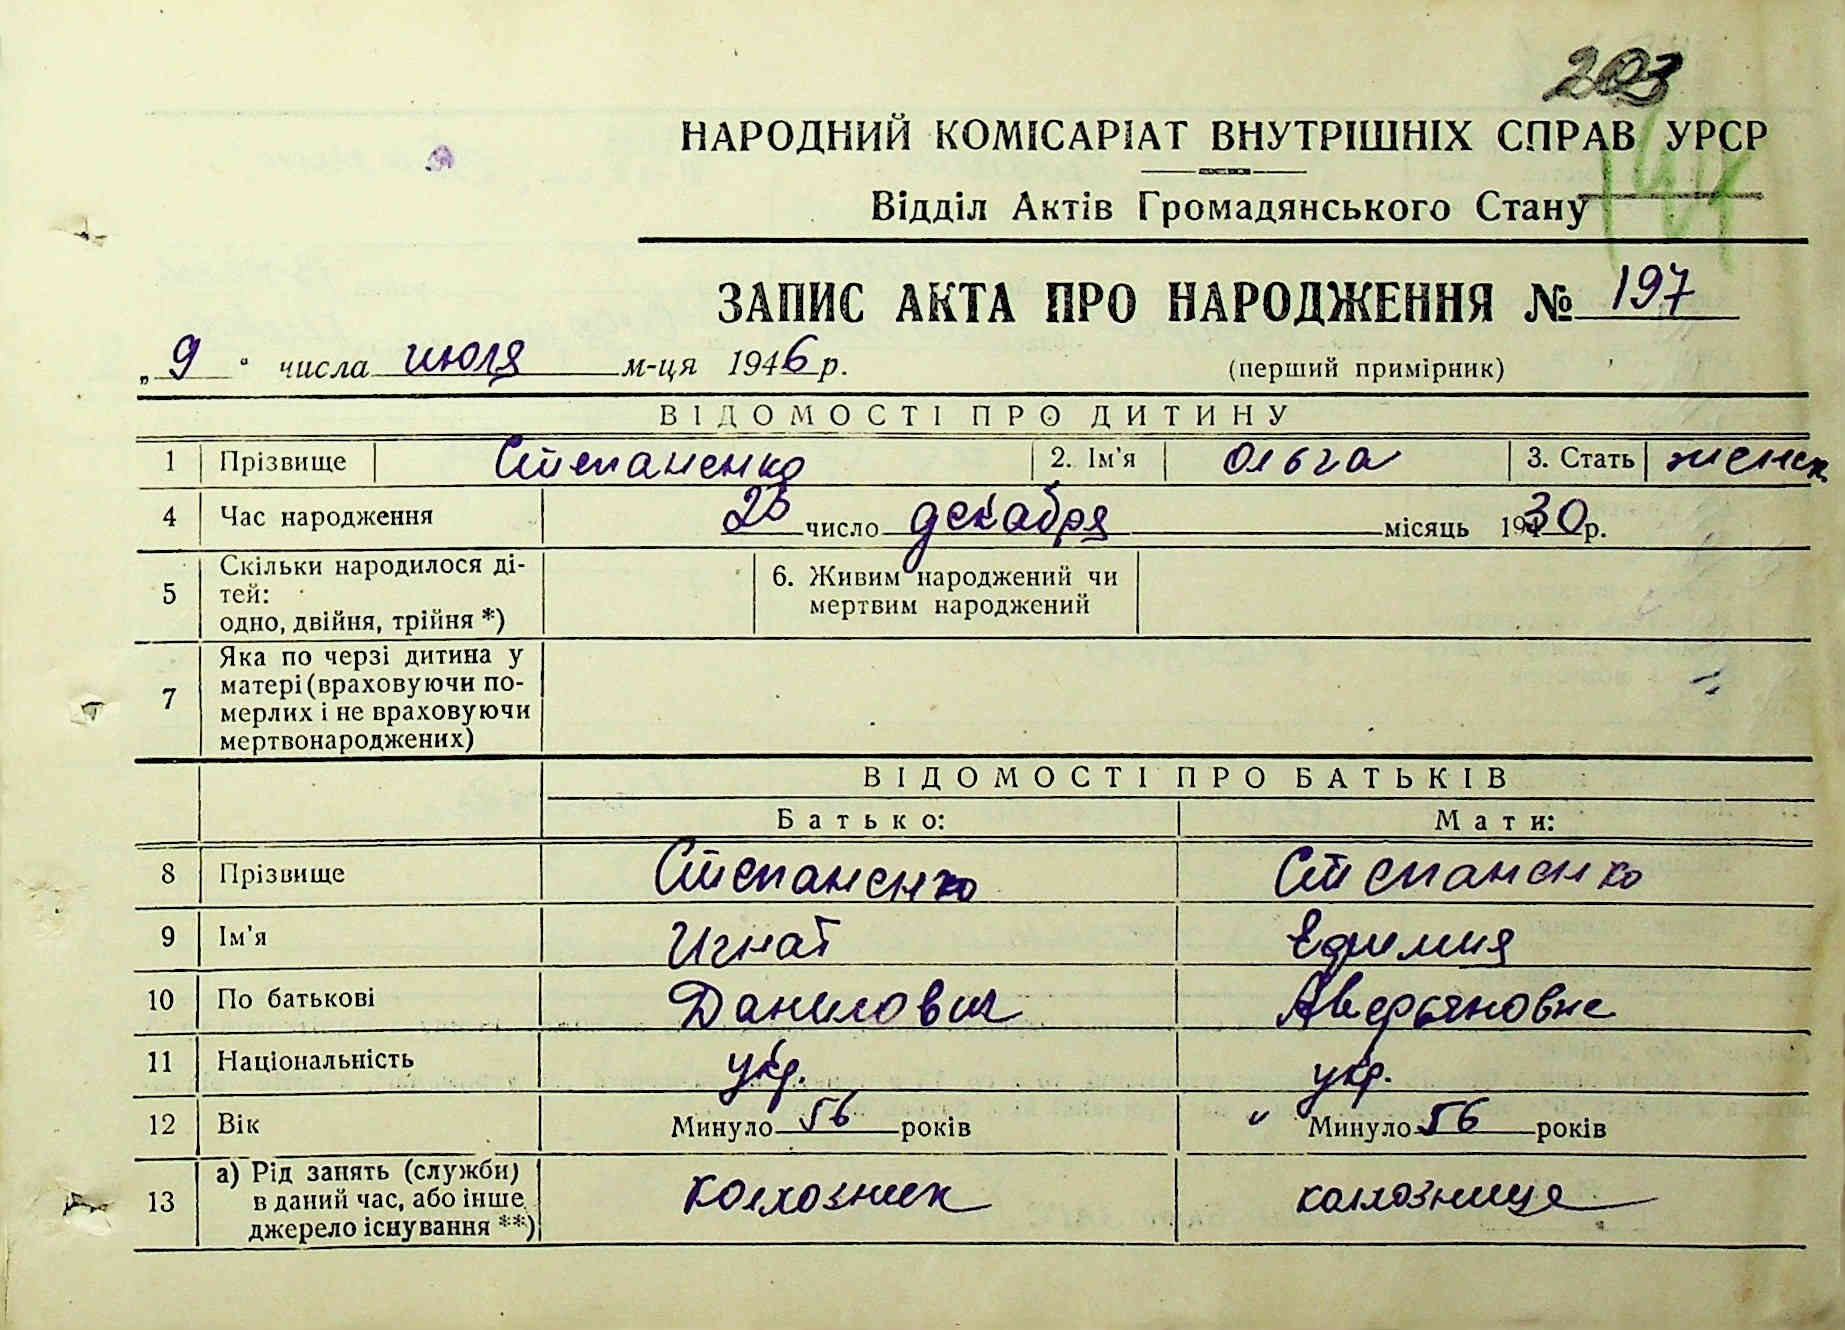 203
НАРОДНИЙ КОМІСАРІАТ ВНУТРІШНІХ СПРАВ УРСР
Відділ Актів Громадянського Стану
ЗАПИС АКТА ПРО НАРОДЖЕННЯ № 197
„9“ числа июля м-ця 1946 р. (перший примірник)
ВІДОМОСТІ ПРО ДИТИНУ
1 Прізвище Степаненко 2. Ім'я Ольга 3. Стать женск
4 Час народження число декабря місяць 1930 р.
5 Скільки народилося ді-
тей:
одно, двійня, трійня *)
6. Живим народжений чи
мертвим народжений
7 Яка по черзі дитина у
матері (враховуючи по-
мерлих і не враховуючи
мертвонароджених)
ВІДОМОСТІ ПРО БАТЬКІВ
Батько: Мати:
8 Прізвище Степаненко Степаненко
9 Ім'я Игнат Ефимия
10 По батькові Данилович Аверьяновна
11 Національність укр. укр.
12 Вік Минуло 56 років Минуло 56 років
13 а) Рід занять (служби)
в даний час, або інше
джерело існування **)
колхозник колхозница